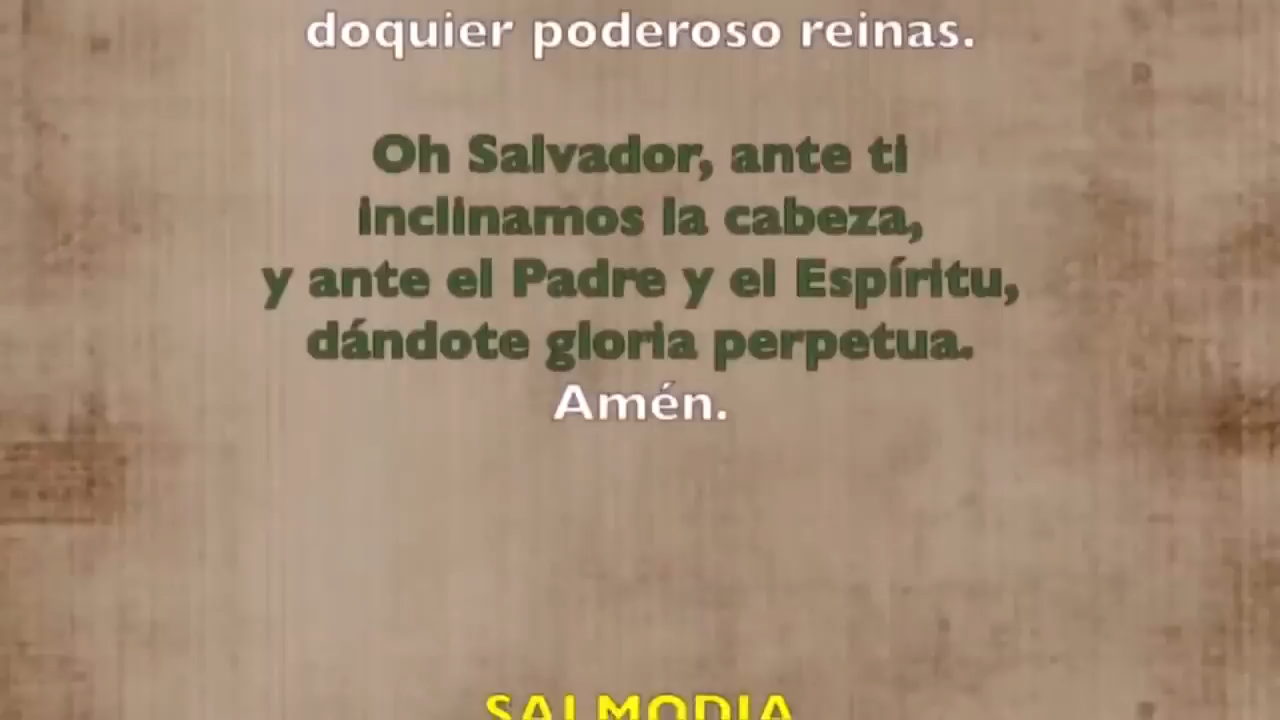 doquier poderoso reinas.
Oh Salvador, ante ti
inclinamos la cabeza,
y ante el Padre y el Espíritu,
dándote gloria perpetua.
Amén.
SALMODIA